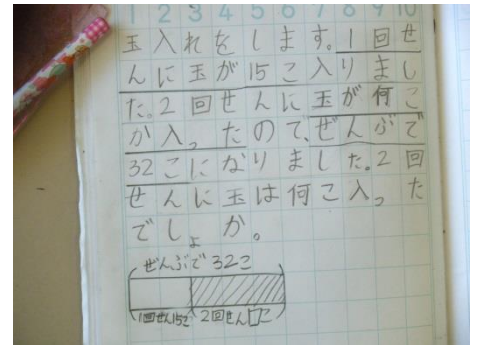 1 2 3 4 5 6 7 8 9 10
玉入れをします。1回せ
んに玉が15こ入りまし
た。2回せんに玉が何こ
か入ったので、ぜんぶで
32こになりました。2回
せんに玉は何こ入った
でしょか。
ぜんぶで32こ
1回せん15こ 2回せん□こ